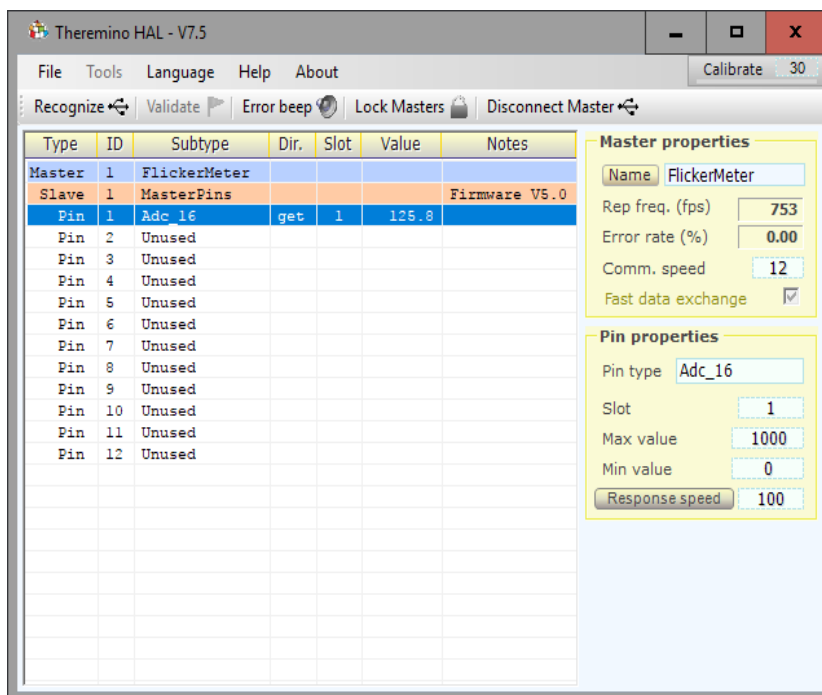 Theremino HAL - V7.5
File Tools Language Help About Calibrate 30
Recognize Validate Error beep Lock Masters Disconnect Master
Type ID Subtype Dir. Slot Value Notes
Master 1 FlickerMeter
Slave 1 MasterPins Firmware V5.0
Pin 1 Adc_16 get 1 125.8
Pin 2 Unused
Pin 3 Unused
Pin 4 Unused
Pin 5 Unused
Pin 6 Unused
Pin 7 Unused
Pin 8 Unused
Pin 9 Unused
Pin 10 Unused
Pin 11 Unused
Pin 12 Unused
Master properties
Name FlickerMeter
Rep freq. (fps) 753
Error rate (%) 0.00
Comm. speed 12
Fast data exchange
Pin properties
Pin type Adc_16
Slot 1
Max value 1000
Min value 0
Response speed 100